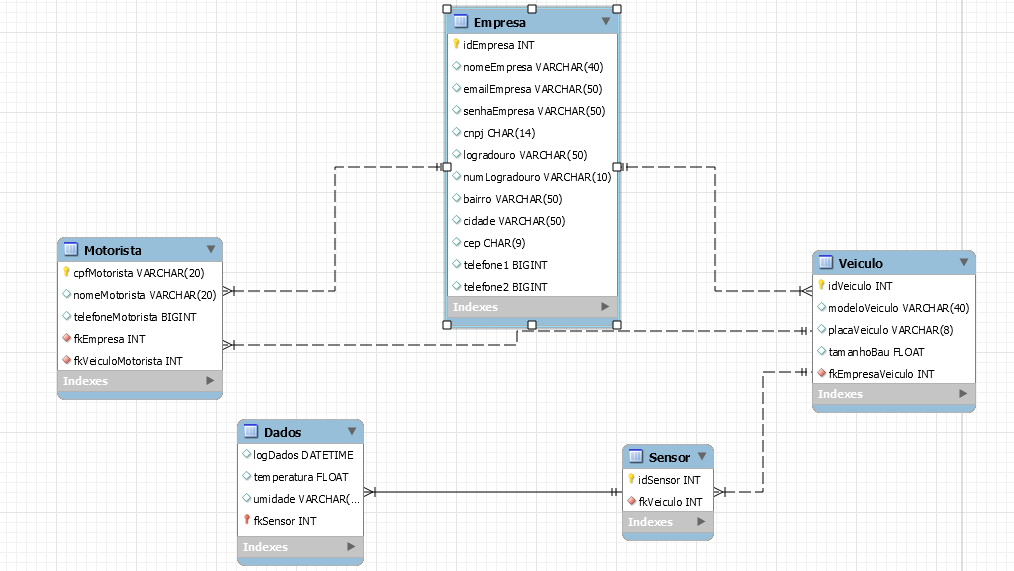 Empresa
idEmpresa INT
nomeEmpresa VARCHAR(40)
emailEmpresa VARCHAR(50)
senhaEmpresa VARCHAR(50)
cnpj CHAR(14)
logradouro VARCHAR(50)
numLogradouro VARCHAR(10)
bairro VARCHAR(50)
cidade VARCHAR(50)
cep CHAR(9)
telefone1 BIGINT
telefone2 BIGINT
Indexes
Motorista
cpfMotorista VARCHAR(20)
nomeMotorista VARCHAR(20)
telefoneMotorista BIGINT
fkEmpresa INT
fkVeiculoMotorista INT
Indexes
Veiculo
idVeiculo INT
modeloVeiculo VARCHAR(40)
placaVeiculo VARCHAR(8)
tamanhoBau FLOAT
fkEmpresaVeiculo INT
Indexes
Dados
logDados DATETIME
temperatura FLOAT
umidade VARCHAR(...
fkSensor INT
Indexes
Sensor
idSensor INT
fkVeiculo INT
Indexes